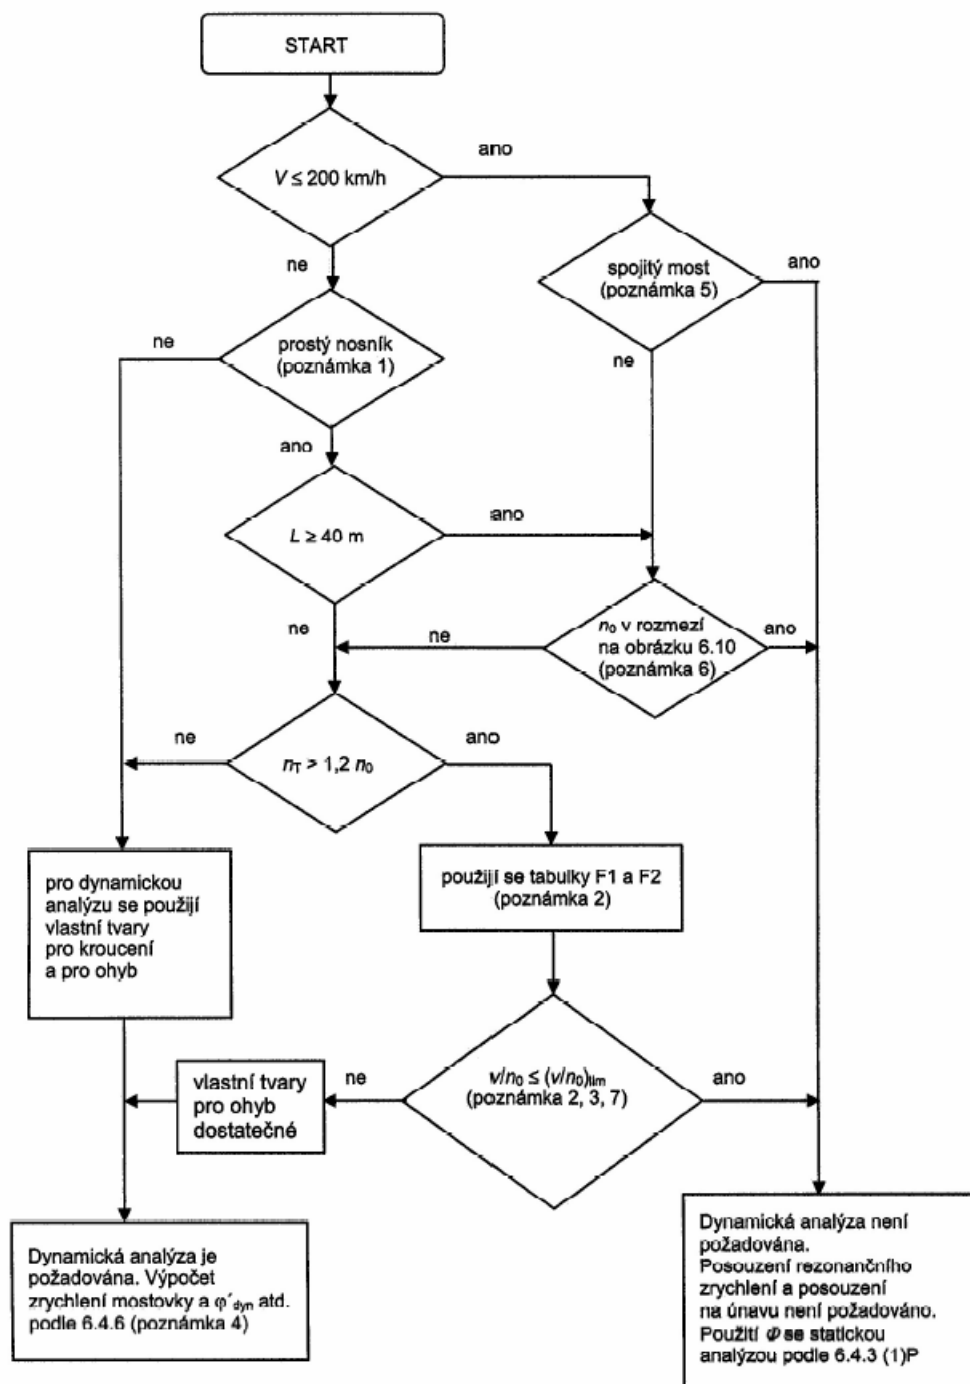 START
V ≤ 200 km/h
ano
ne
spojitý most
(poznámka 5)
ano
ne
prostý nosník
(poznámka 1)
ne
ano
L ≥ 40 m
ano
ne
n₀ v rozmezí
na obrázku 6.10
(poznámka 6)
ne
ano
n_T > 1,2 n₀
ne
ano
pro dynamickou
analýzu se použijí
vlastní tvary
pro kroucení
a pro ohyb
použijí se tabulky F1 a F2
(poznámka 2)
v/n₀ ≤ (v/n₀)lim
(poznámka 2, 3, 7)
ne
ano
vlastní tvary
pro ohyb
dostatečné
Dynamická analýza je
požadována. Výpočet
zrychlení mostovky a φ′dyn atd.
podle 6.4.6 (poznámka 4)
Dynamická analýza není
požadována.
Posouzení rezonančního
zrychlení a posouzení
na únavu není požadováno.
Použití Φ se statickou
analýzou podle 6.4.3 (1)P